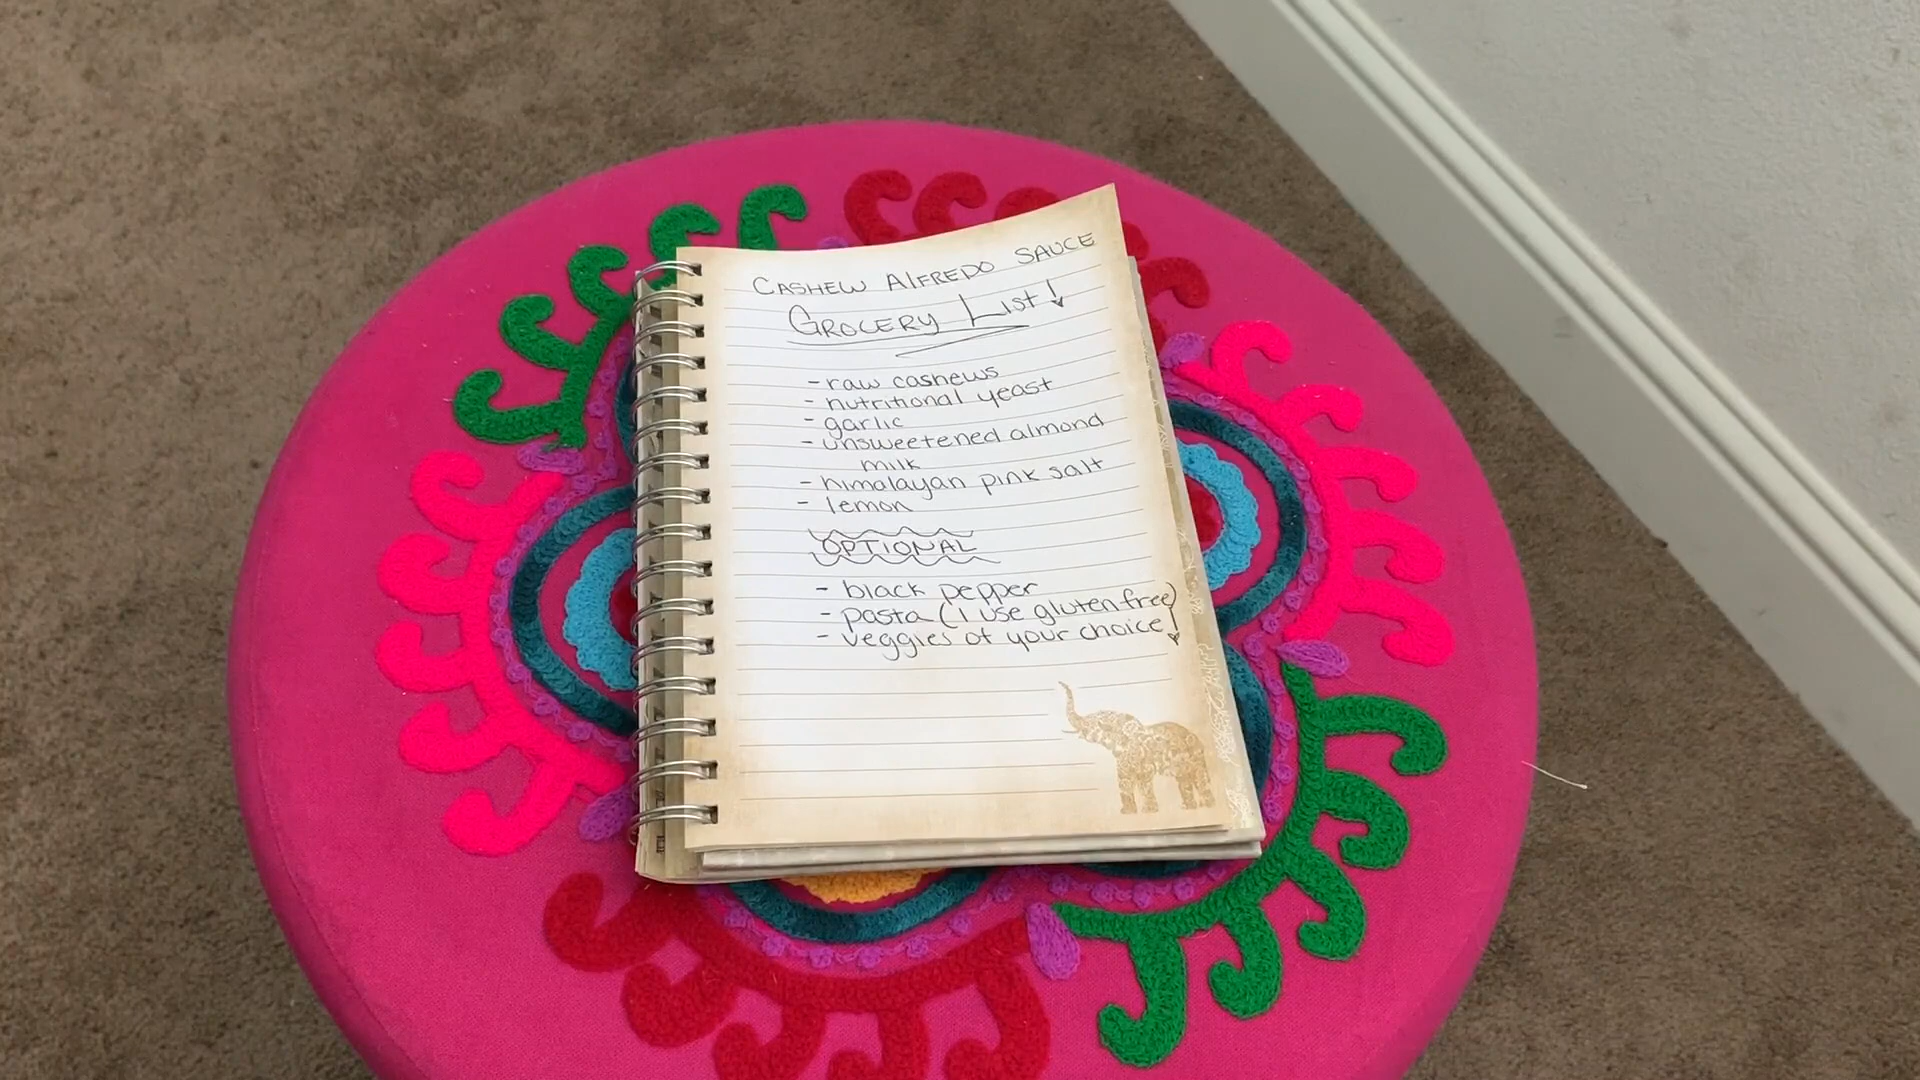 CASHEW AlFREDO SAUCE
GROCERY LIST
- raw cashews
- nutritional yeast
- garlic
- unsweetened almond
milk
- himalayan pink salt
- lemon
OPTIONAL
- black pepper
- pasta (I use gluten free)
- veggies of your choice!